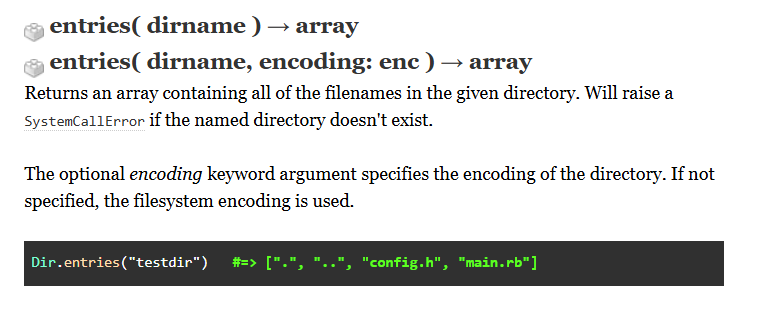 entries( dirname ) → array
entries( dirname, encoding: enc ) → array
Returns an array containing all of the filenames in the given directory. Will raise a
SystemCallError if the named directory doesn't exist.
The optional encoding keyword argument specifies the encoding of the directory. If not
specified, the filesystem encoding is used.
Dir.entries("testdir")   #=> [".", "..", "config.h", "main.rb"]